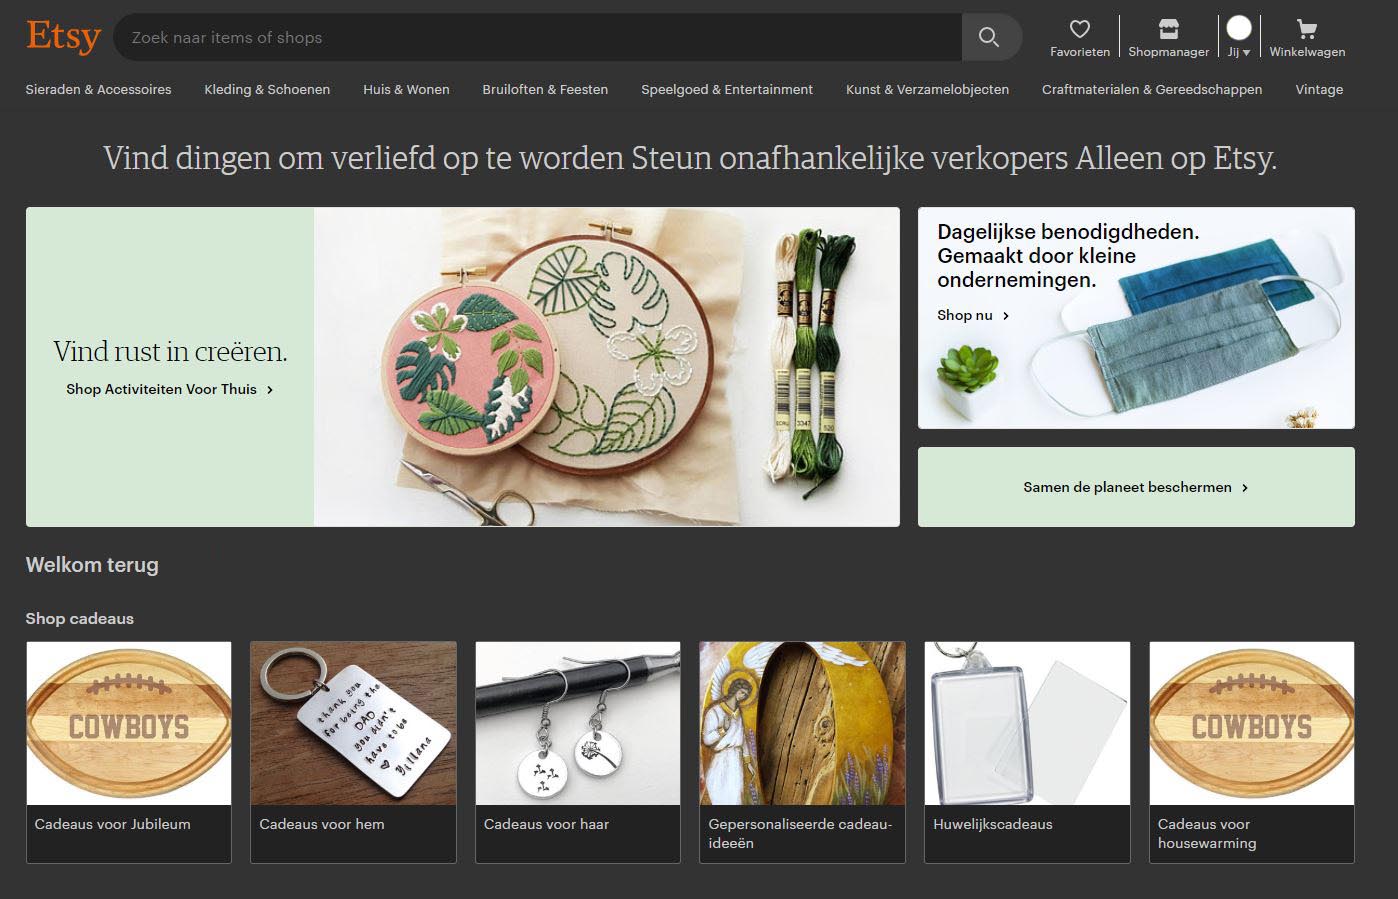 Etsy
Zoek naar items of shops
Favorieten
Shopmanager
Jij
Winkelwagen
Sieraden & Accessoires
Kleding & Schoenen
Huis & Wonen
Bruiloften & Feesten
Speelgoed & Entertainment
Kunst & Verzamelobjecten
Craftmaterialen & Gereedschappen
Vintage
Vind dingen om verliefd op te worden Steun onafhankelijke verkopers Alleen op Etsy.
Vind rust in creëren.
Shop Activiteiten Voor Thuis
ECRU
3347
520
Dagelijkse benodigdheden.
Gemaakt door kleine
ondernemingen.
Shop nu
Samen de planeet beschermen
Welkom terug
Shop cadeaus
COWBOYS
Cadeaus voor Jubileum
thank you
for being the
DAD
you didn't
have to be
Yillana
Cadeaus voor hem
Cadeaus voor haar
Gepersonaliseerde cadeau-
ideeën
Huwelijkscadeaus
COWBOYS
Cadeaus voor
housewarming